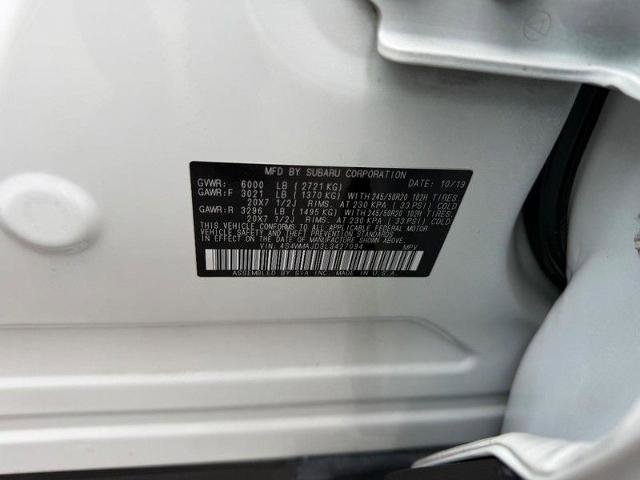 MFD BY SUBARU CORPORATION DATE: 10/19
GVWR: 6000 LB ( 2721 KG)
GAWR:F 3021 LB ( 1370 KG) WITH 245/50R20 102H TIRES.
20X7 1/2J RIMS. AT 230 KPA ( 33 PSI) COLD
GAWR:R 3296 LB ( 1495 KG) WITH 245/50R20 102H TIRES.
20X7 1/2J RIMS. AT 230 KPA ( 33 PSI) COLD
THIS VEHICLE CONFORMS TO ALL APPLICABLE FEDERAL MOTOR
VEHICLE SAFETY AND THEFT PREVENTION STANDARDS
IN EFFECT ON THE DATE OF MANUFACTURE SHOWN ABOVE.
VIN: 4S4WMAJD3L3427094 MPV
ASSEMBLED BY SIA INC. MADE IN U.S.A.